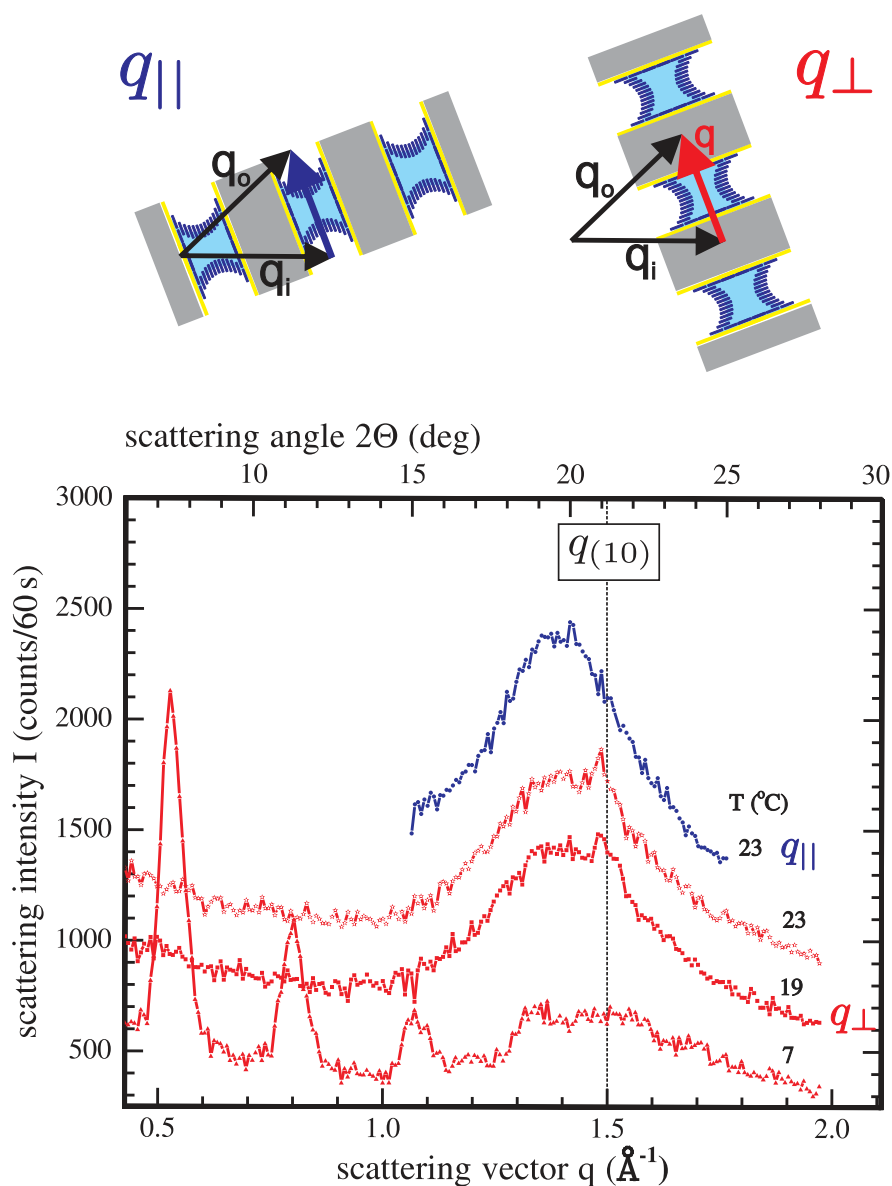 q||
q⊥
qo
qi
q
qo
qi
scattering angle 2Θ (deg)
10 15 20 25 30
3000
2500
2000
1500
1000
500
scattering intensity I (counts/60 s)
q(10)
T (°C)
23 q||
23
19
q⊥
7
0.5 1.0 1.5 2.0
scattering vector q (Å-1)